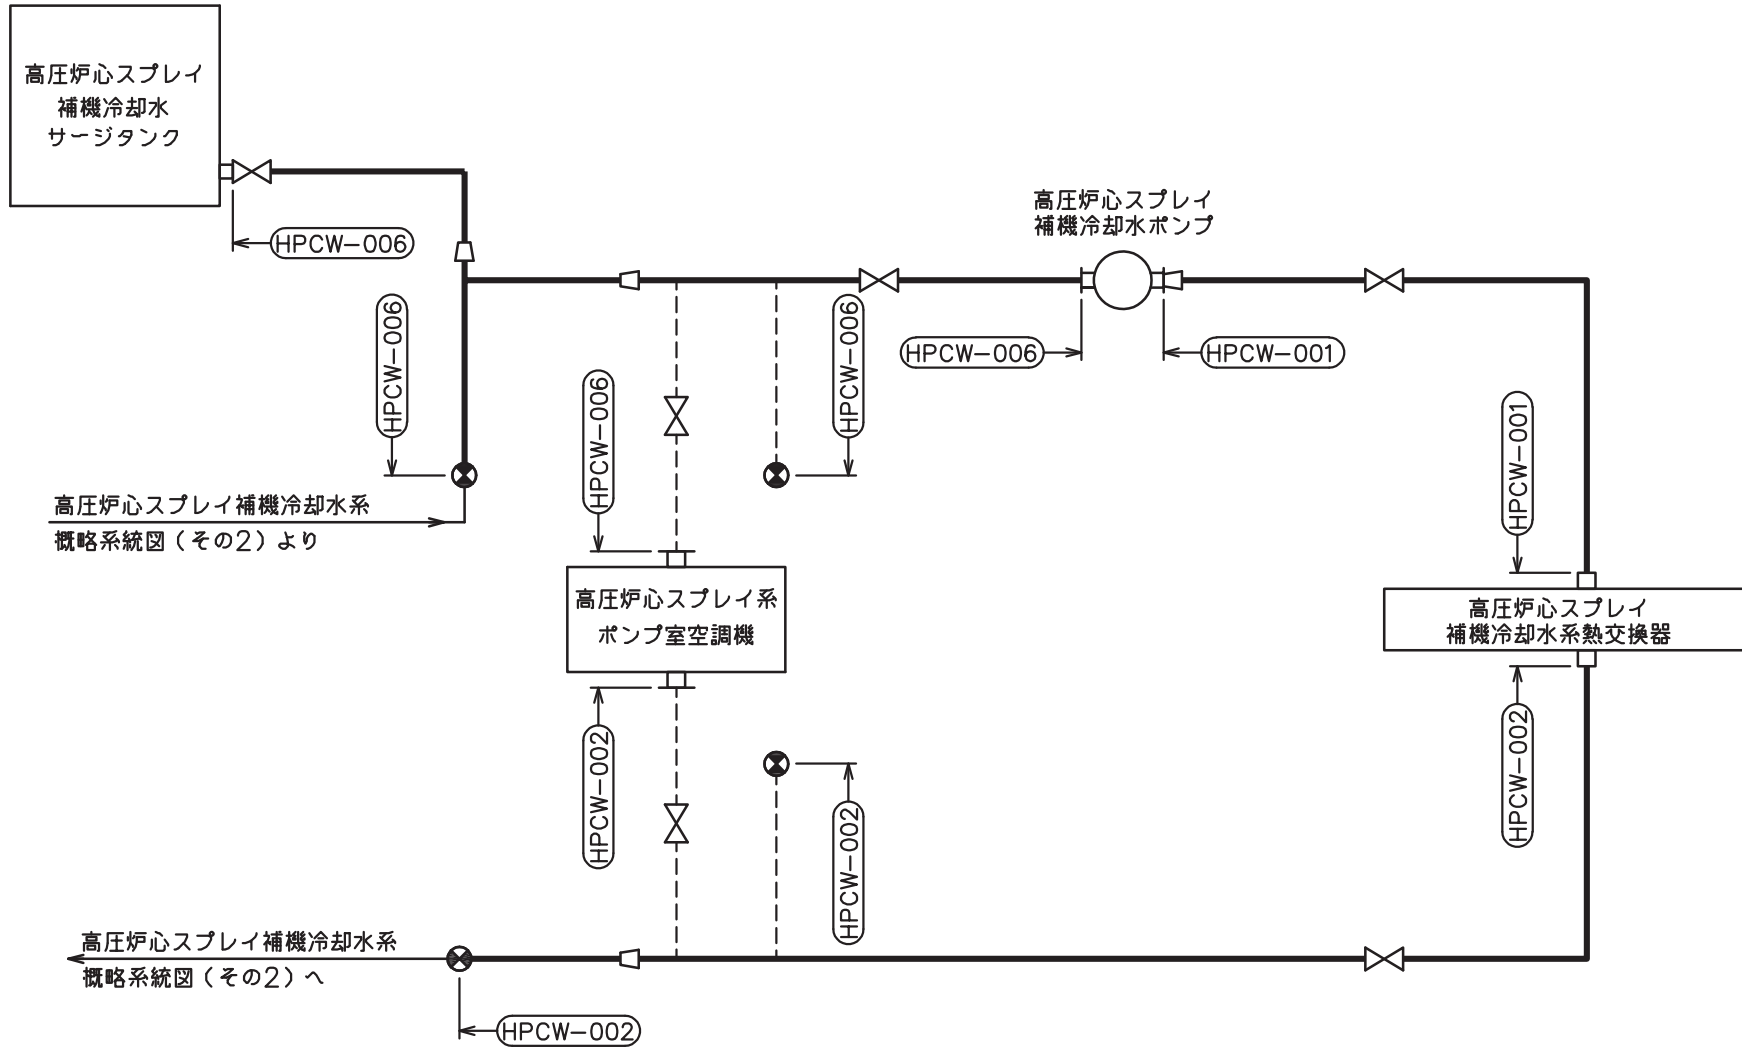 高圧炉心スプレイ
補機冷却水
サージタンク
HPCW-006
高圧炉心スプレイ
補機冷却水ポンプ
HPCW-006
HPCW-006
HPCW-006
HPCW-001
HPCW-006
HPCW-001
高圧炉心スプレイ補機冷却水系
概略系統図(その2)より
高圧炉心スプレイ系
ポンプ室空調機
高圧炉心スプレイ
補機冷却水系熱交換器
HPCW-002
HPCW-002
HPCW-002
高圧炉心スプレイ補機冷却水系
概略系統図(その2)へ
HPCW-002